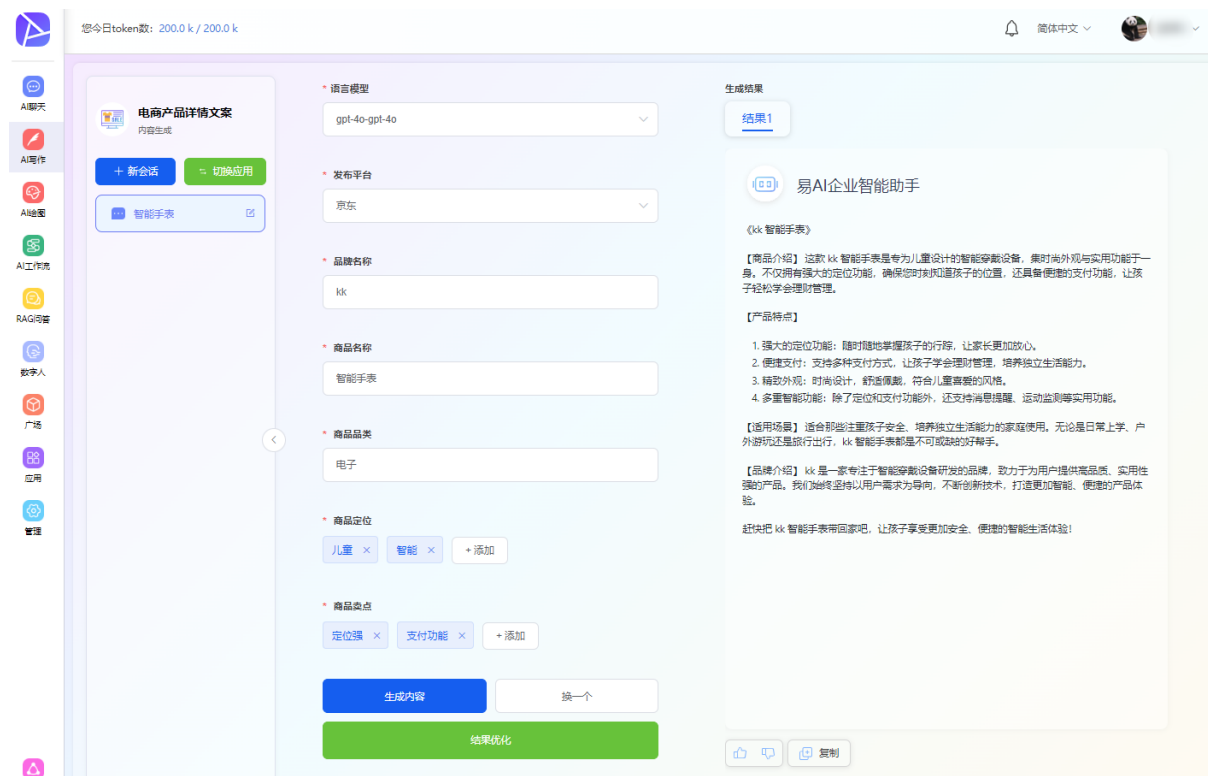 您今日token数：200.0 k / 200.0 k
简体中文
AI聊天
AI写作
AI绘图
AI工作流
RAG问答
数字人
广场
应用
管理
电商产品详情文案
内容生成
+ 新会话
切换应用
智能手表
* 语言模型
gpt-4o-gpt-4o
* 发布平台
京东
* 品牌名称
kk
* 商品名称
智能手表
* 商品品类
电子
* 商品定位
儿童 × 智能 × + 添加
* 商品卖点
定位强 × 支付功能 × + 添加
生成内容
换一个
结果优化
生成结果
结果1
易AI企业智能助手
《kk 智能手表》
【商品介绍】 这款 kk 智能手表是专为儿童设计的智能穿戴设备，集时尚外观与实用功能于一
身。不仅拥有强大的定位功能，确保您时刻知道孩子的位置，还具备便捷的支付功能，让孩
子轻松学会理财管理。
【产品特点】
1. 强大的定位功能：随时随地掌握孩子的行踪，让家长更加放心。
2. 便捷支付：支持多种支付方式，让孩子学会理财管理，培养独立生活能力。
3. 精致外观：时尚设计，舒适佩戴，符合儿童喜爱的风格。
4. 多重智能功能：除了定位和支付功能外，还支持消息提醒、运动监测等实用功能。
【适用场景】 适合那些注重孩子安全、培养独立生活能力的家庭使用。无论是日常上学、户
外游玩还是旅行出行，kk 智能手表都是不可或缺的好帮手。
【品牌介绍】 kk 是一家专注于智能穿戴设备研发的品牌，致力于为用户提供高品质、实用性
强的产品。我们始终坚持以用户需求为导向，不断创新技术，打造更加智能、便捷的产品体
验。
赶快把 kk 智能手表带回家吧，让孩子享受更加安全、便捷的智能生活体验！
复制